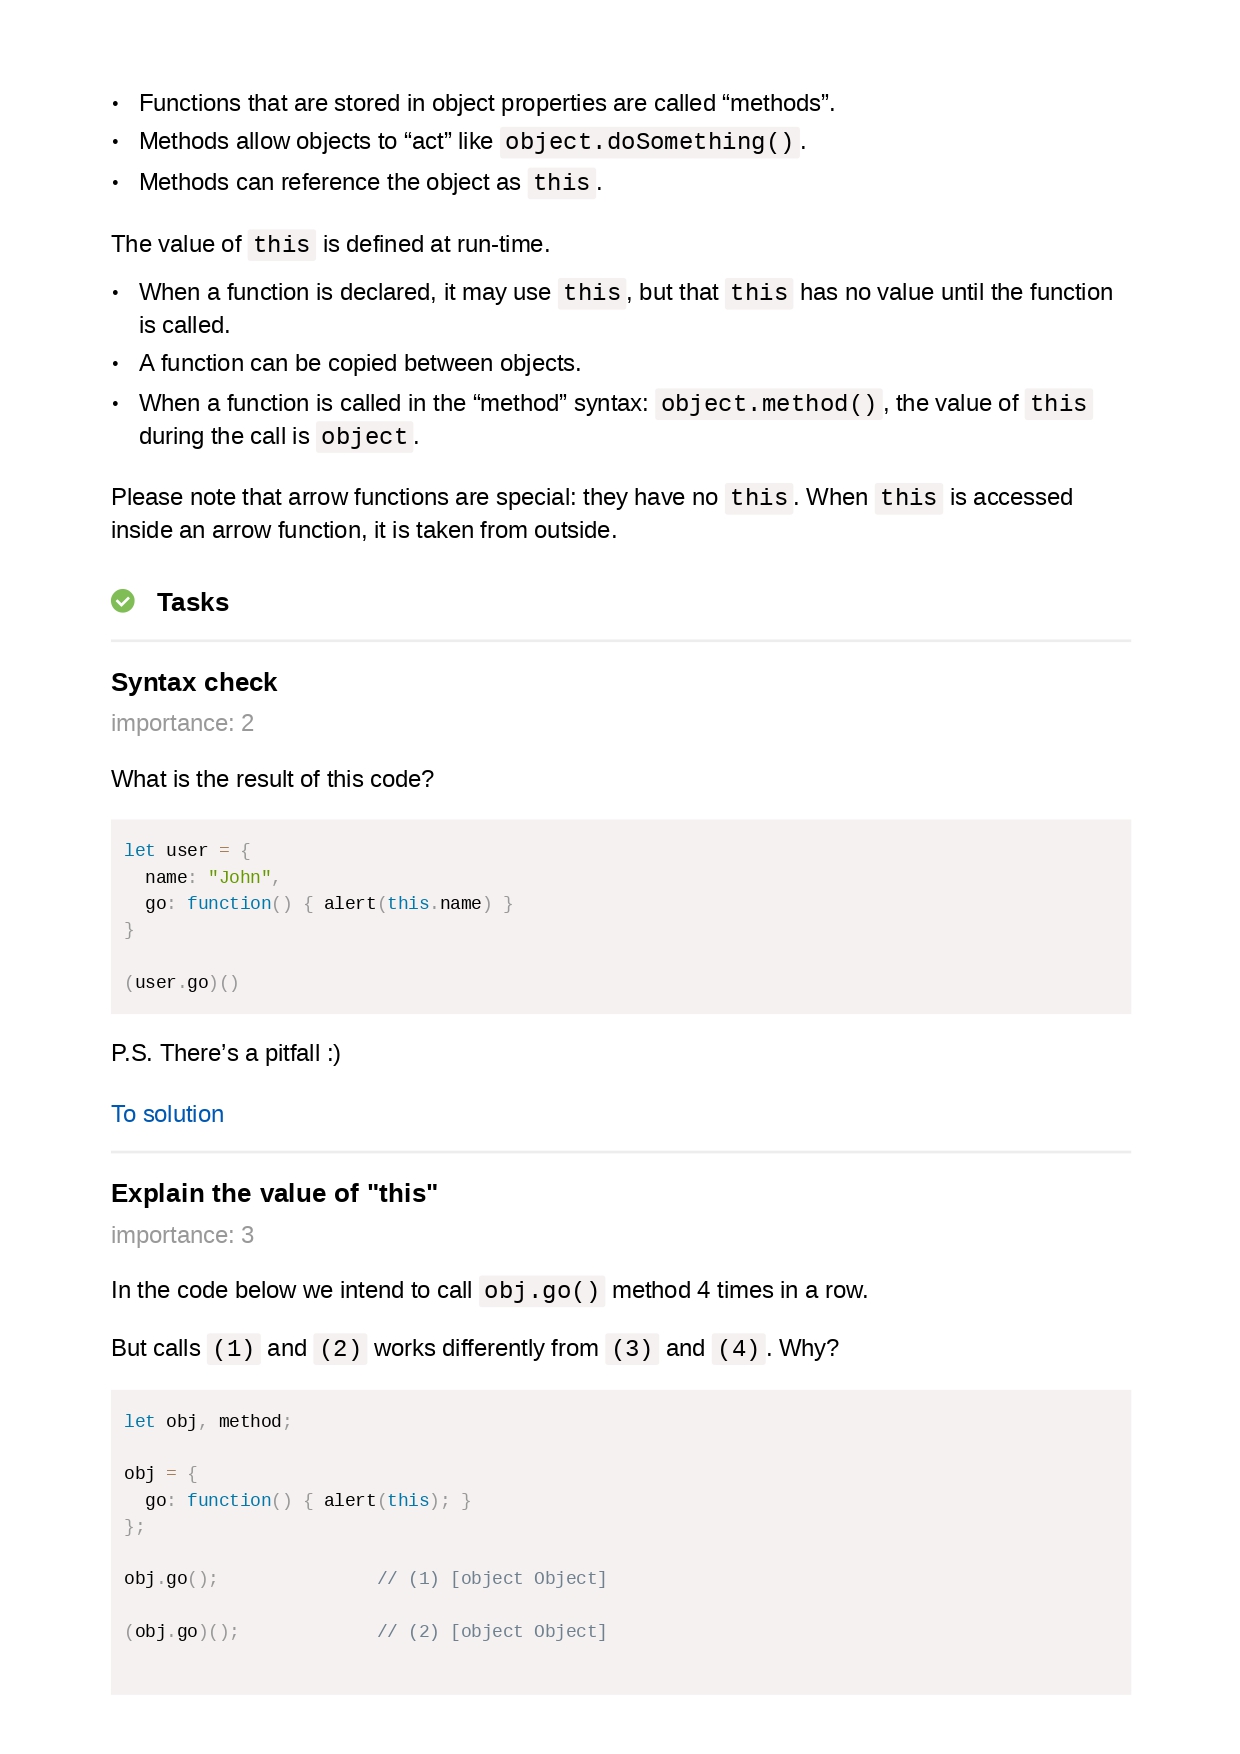 • Functions that are stored in object properties are called “methods”.
• Methods allow objects to “act” like object.doSomething().
• Methods can reference the object as this.
The value of this is defined at run-time.
• When a function is declared, it may use this, but that this has no value until the function
is called.
• A function can be copied between objects.
• When a function is called in the “method” syntax: object.method(), the value of this
during the call is object.
Please note that arrow functions are special: they have no this. When this is accessed
inside an arrow function, it is taken from outside.
Tasks
Syntax check
importance: 2
What is the result of this code?
let user = {
  name: "John",
  go: function() { alert(this.name) }
}
(user.go)()
P.S. There’s a pitfall :)
To solution
Explain the value of "this"
importance: 3
In the code below we intend to call obj.go() method 4 times in a row.
But calls (1) and (2) works differently from (3) and (4). Why?
let obj, method;
obj = {
  go: function() { alert(this); }
};
obj.go();               // (1) [object Object]
(obj.go)();             // (2) [object Object]